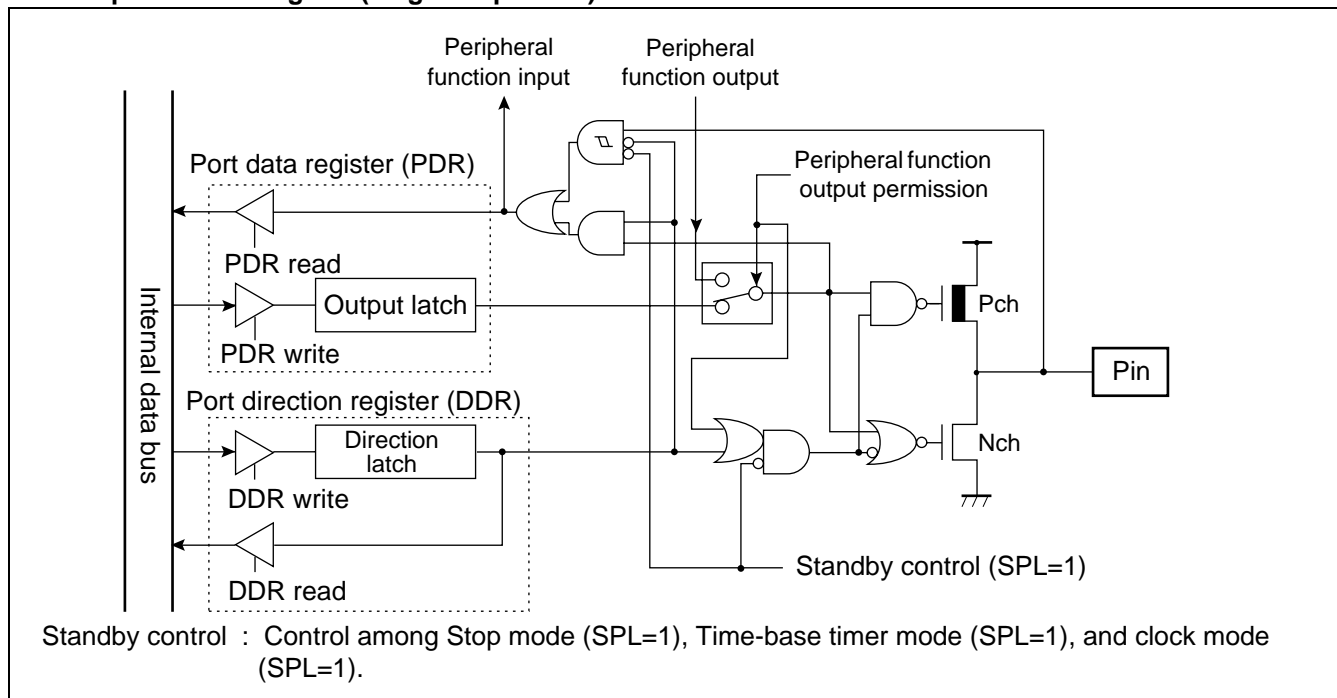 Peripheral
function input
Peripheral
function output
Port data register (PDR)
Peripheral function
output permission
PDR read
Output latch
PDR write
Pch
Pin
Internal data bus
Port direction register (DDR)
Direction
latch
Nch
DDR write
DDR read
Standby control (SPL=1)
Standby control : Control among Stop mode (SPL=1), Time-base timer mode (SPL=1), and clock mode
(SPL=1).